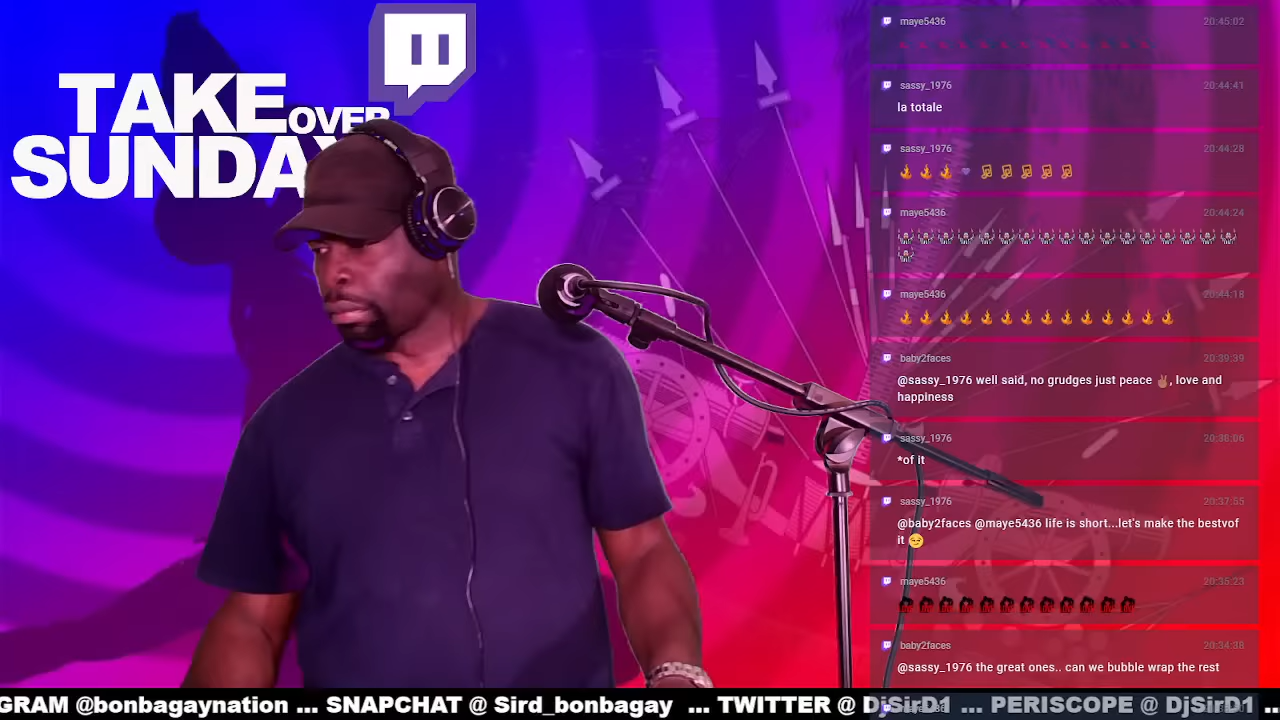 TAKE OVER
SUNDAY
maye5436 20:45:02
sassy_1976 20:44:41
la totale
sassy_1976 20:44:28
🔥 🔥 🔥
maye5436 20:44:24
maye5436 20:44:18
🔥 🔥 🔥 🔥 🔥 🔥 🔥 🔥 🔥 🔥 🔥 🔥 🔥 🔥
baby2faces 20:39:39
@sassy_1976 well said, no grudges just peace ✌🏽, love and
happiness
sassy_1976 20:38:06
*of it
sassy_1976 20:37:55
@baby2faces @maye5436 life is short...let's make the bestvof
it 😏
maye5436 20:35:23
baby2faces 20:34:38
@sassy_1976 the great ones.. can we bubble wrap the rest
GRAM @bonbagaynation ... SNAPCHAT @ Sird_bonbagay ... TWITTER @ DjSirD1 ... PERISCOPE @ DjSirD1 ...